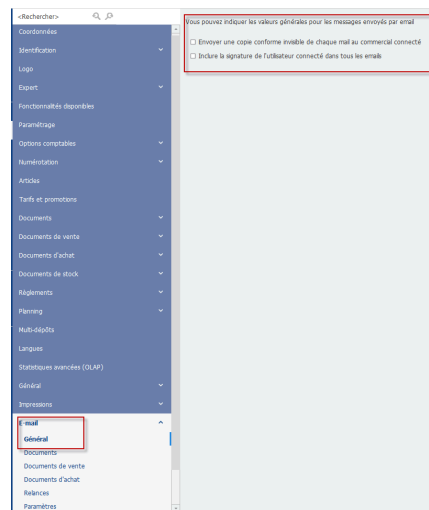 <Rechercher>
Coordonnées
Identification
Logo
Expert
Fonctionnalités disponibles
Paramétrage
Options comptables
Numérotation
Articles
Tarifs et promotions
Documents
Documents de vente
Documents d'achat
Documents de stock
Règlements
Planning
Multi-dépôts
Langues
Statistiques avancées (OLAP)
Général
Impressions
E-mail
Général
Documents
Documents de vente
Documents d'achat
Relances
Paramètres
Vous pouvez indiquer les valeurs générales pour les messages envoyés par email
Envoyer une copie conforme invisible de chaque mail au commercial connecté
Inclure la signature de l'utilisateur connecté dans tous les emails